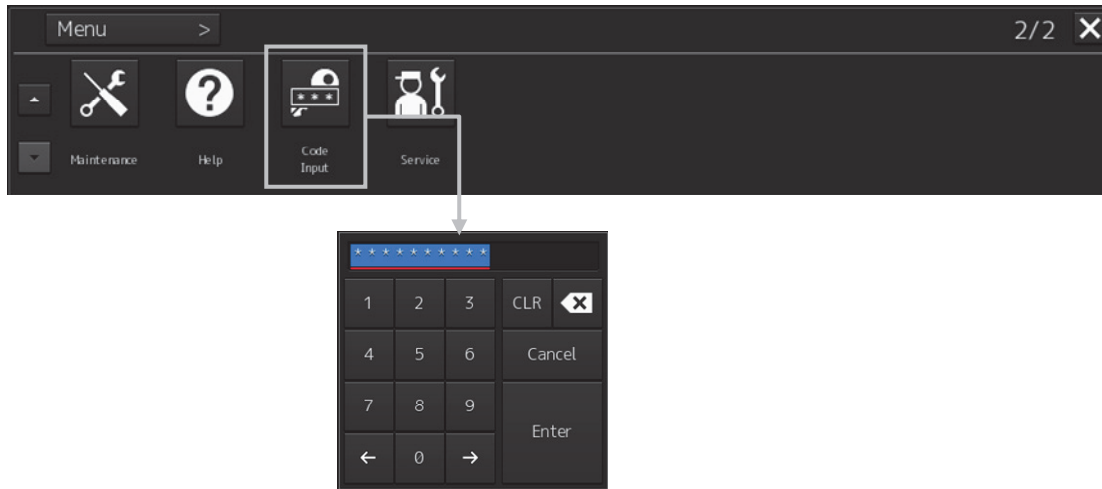 Menu >
2/2
* * *
Maintenance
Help
Code
Input
Service
* * * * * * * * * *
1 2 3 CLR
4 5 6 Cancel
7 8 9
Enter
← 0 →